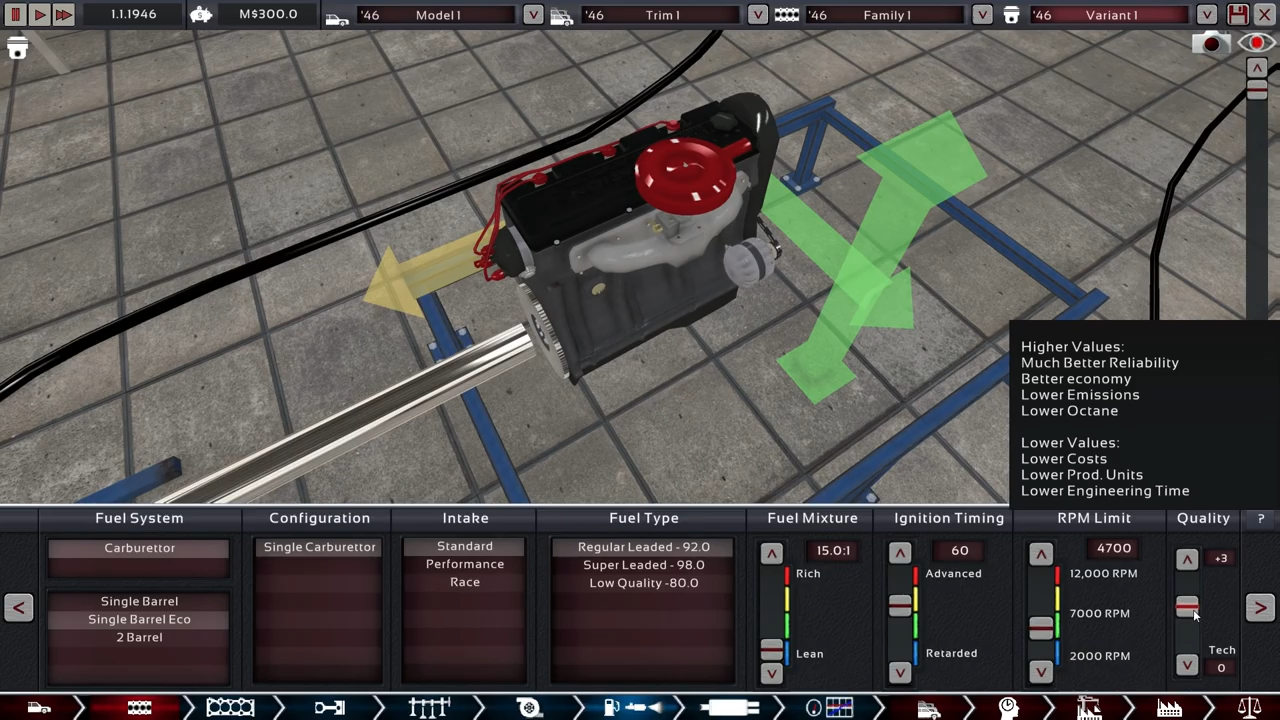 1.1.1946
M$300.0
'46 Model 1
'46 Trim 1
'46 Family 1
'46 Variant 1
Higher Values:
Much Better Reliability
Better economy
Lower Emissions
Lower Octane
Lower Values:
Lower Costs
Lower Prod. Units
Lower Engineering Time
Fuel System
Configuration
Intake
Fuel Type
Fuel Mixture
Ignition Timing
RPM Limit
Quality
?
Carburettor
Single Barrel
Single Barrel Eco
2 Barrel
Single Carburettor
Standard
Performance
Race
Regular Leaded - 92.0
Super Leaded - 98.0
Low Quality -80.0
15.0:1
Rich
Lean
60
Advanced
Retarded
4700
12,000 RPM
7000 RPM
2000 RPM
+3
Tech
0